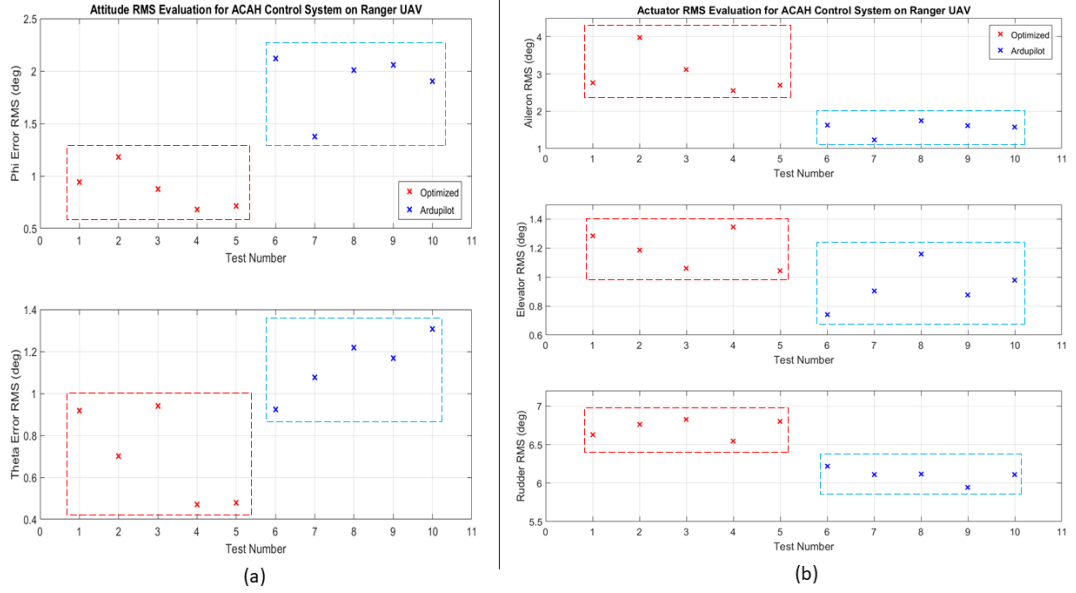 Attitude RMS Evaluation for ACAH Control System on Ranger UAV
Phi Error RMS (deg)
2.5
2
1.5
1
0.5
0 1 2 3 4 5 6 7 8 9 10 11
Test Number
Optimized
Ardupilot
Theta Error RMS (deg)
1.4
1.2
1
0.8
0.6
0.4
0 1 2 3 4 5 6 7 8 9 10 11
Test Number
(a)
Actuator RMS Evaluation for ACAH Control System on Ranger UAV
Aileron RMS (deg)
4
3
2
1
0 1 2 3 4 5 6 7 8 9 10 11
Test Number
Optimized
Ardupilot
Elevator RMS (deg)
1.4
1.2
1
0.8
0.6
0 1 2 3 4 5 6 7 8 9 10 11
Test Number
Rudder RMS (deg)
7
6.5
6
5.5
0 1 2 3 4 5 6 7 8 9 10 11
Test Number
(b)